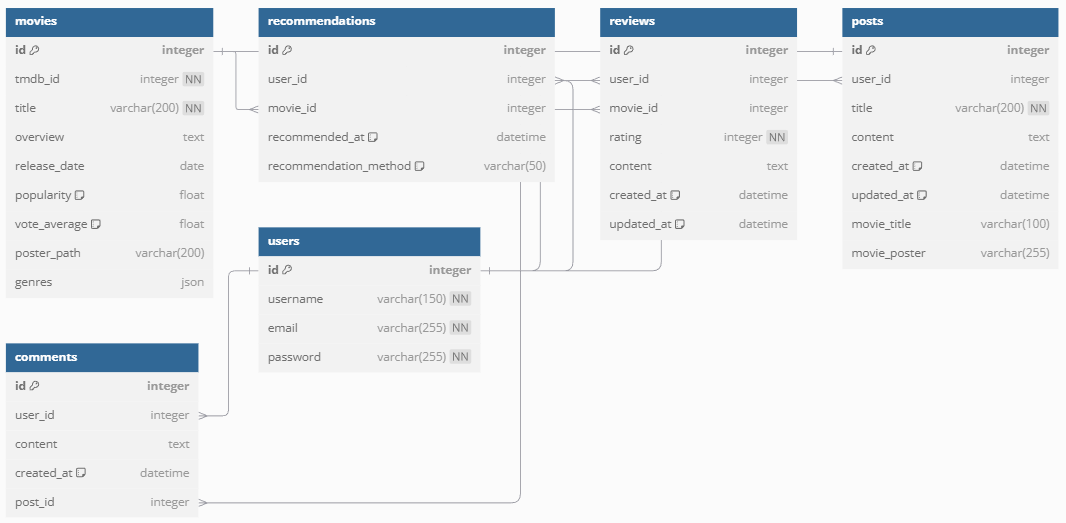 movies
id integer
tmdb_id integer NN
title varchar(200) NN
overview text
release_date date
popularity float
vote_average float
poster_path varchar(200)
genres json
recommendations
id integer
user_id integer
movie_id integer
recommended_at datetime
recommendation_method varchar(50)
reviews
id integer
user_id integer
movie_id integer
rating integer NN
content text
created_at datetime
updated_at datetime
posts
id integer
user_id integer
title varchar(200) NN
content text
created_at datetime
updated_at datetime
movie_title varchar(100)
movie_poster varchar(255)
users
id integer
username varchar(150) NN
email varchar(255) NN
password varchar(255) NN
comments
id integer
user_id integer
content text
created_at datetime
post_id integer